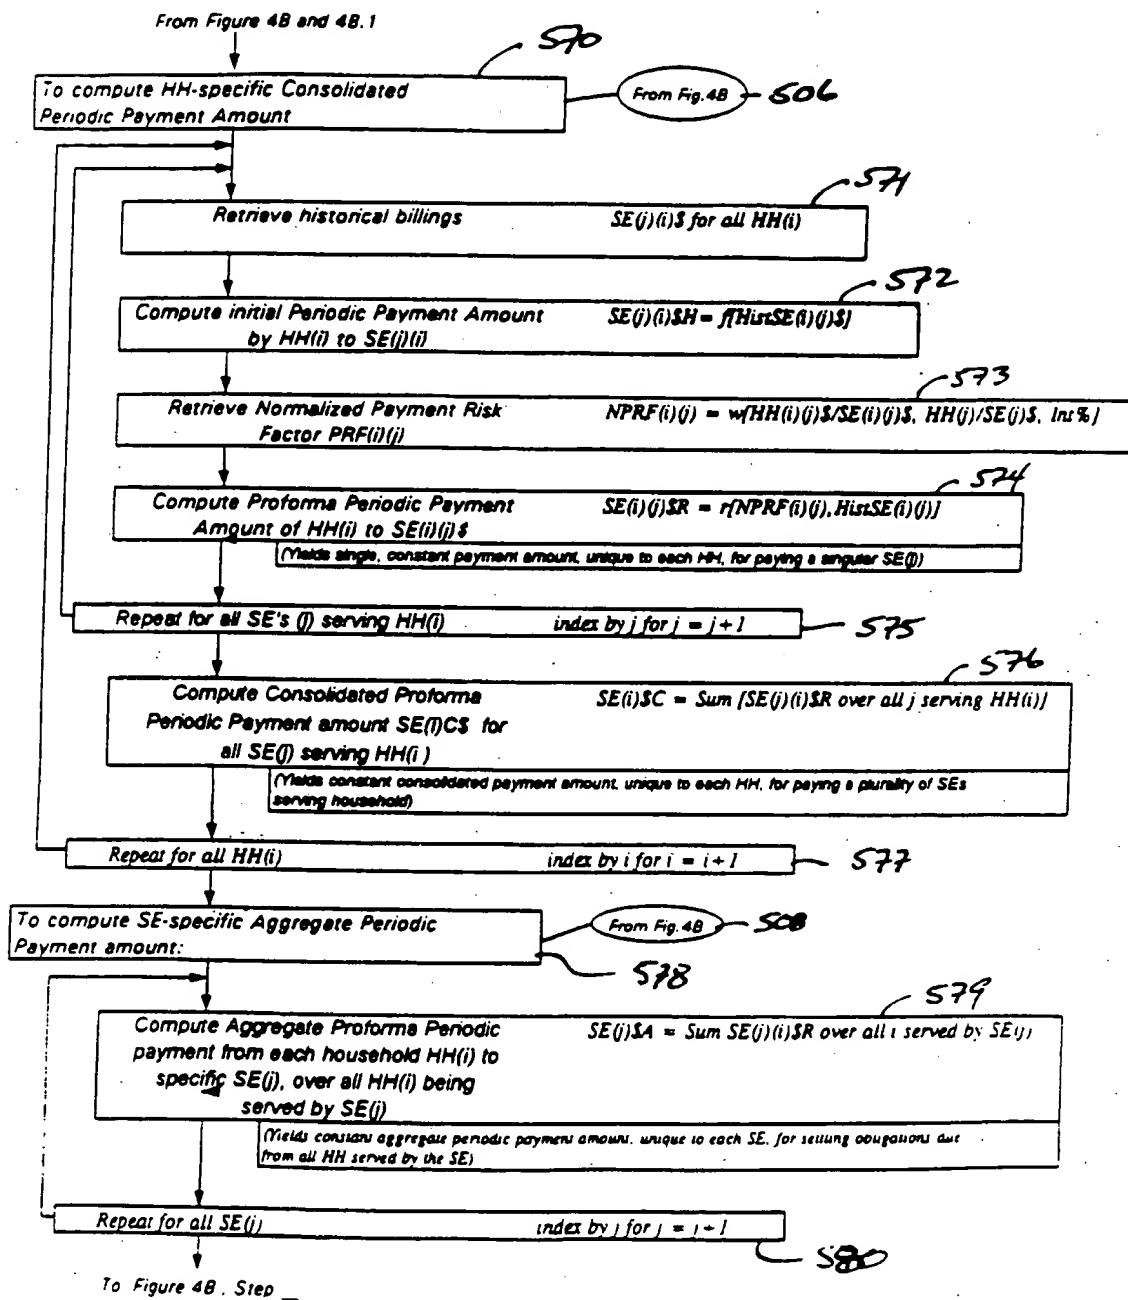 From Figure 4B and 4B.1
570
To compute HH-specific Consolidated
Periodic Payment Amount
From Fig.4B
506
571
Retrieve historical billings SE(j)(i)$ for all HH(i)
572
Compute initial Periodic Payment Amount SE(j)(i)$H = f[HistSE(i)(j)$]
by HH(i) to SE(j)(i)
573
Retrieve Normalized Payment Risk NPRF(i)(j) = w[HH(i)(j)$/SE(i)(j)$, HH(j)/SE(j)$, Int%]
Factor PRF(i)(j)
574
Compute Proforma Periodic Payment SE(i)(j)$R = r[NPRF(i)(j),HistSE(i)(j)]
Amount of HH(i) to SE(i)(j)$
(Yields single, constant payment amount, unique to each HH, for paying a singular SE(j))
Repeat for all SE's (j) serving HH(i) index by j for j = j+1
575
576
Compute Consolidated Proforma SE(i)$C = Sum [SE(j)(i)$R over all j serving HH(i)]
Periodic Payment amount SE(i)C$ for
all SE(j) serving HH(i )
(Yields constant consolidated payment amount, unique to each HH, for paying a plurality of SEs
serving household)
Repeat for all HH(i) index by i for i = i+1
577
To compute SE-specific Aggregate Periodic
Payment amount:
From Fig.4B
508
578
579
Compute Aggregate Proforma Periodic SE(j)$A = Sum SE(j)(i)$R over all i served by SE(j)
payment from each household HH(i) to
specific SE(j), over all HH(i) being
served by SE(j)
(Yields constant aggregate periodic payment amount, unique to each SE, for settling obligations due
from all HH served by the SE)
Repeat for all SE(j) index by j for j = j+1
580
To Figure 4B, Step _